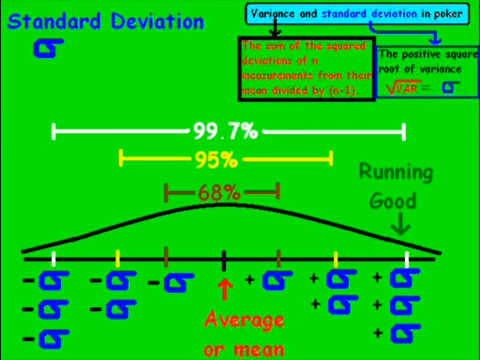 Standard Deviation
σ
Variance and standard deviation in poker
The sum of the squared
deviations of n
measurements from their
mean divided by (n-1).
The positive square
root of variance
√VAR = σ
99.7%
95%
68%
Running
Good
-σ -σ -σ +σ +σ +σ
-σ -σ +σ +σ
-σ +σ
Average
or mean